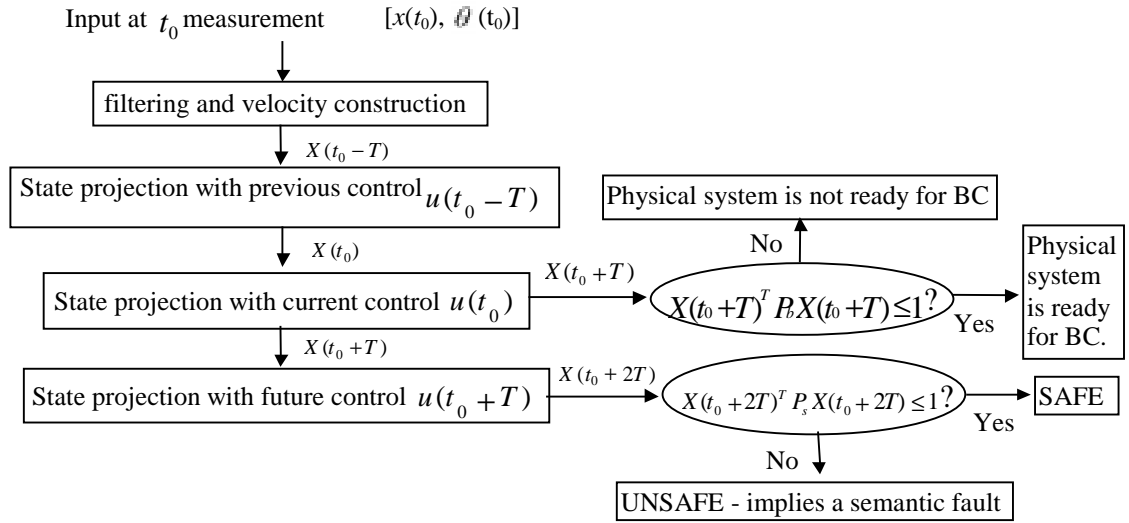 Input at t₀ measurement [x(t₀), θ(t₀)]
filtering and velocity construction
X(t₀ – T)
State projection with previous control u(t₀ – T)
X(t₀)
State projection with current control u(t₀)
X(t₀ + T)
X(t₀+T)ᵀ P_b X(t₀+T) ≤1?
No
Physical system is not ready for BC
Yes
Physical
system
is ready
for BC.
X(t₀ + T)
State projection with future control u(t₀ + T)
X(t₀ + 2T)
X(t₀ + 2T)ᵀ P_s X(t₀ + 2T) ≤1?
Yes
SAFE
No
UNSAFE - implies a semantic fault